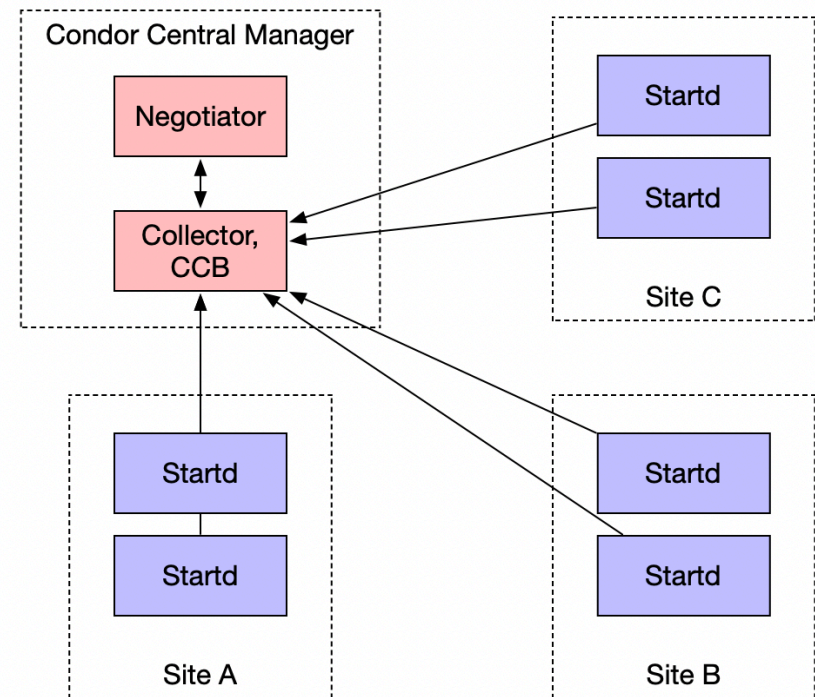 Condor Central Manager
Negotiator
Collector,
CCB
Startd
Startd
Site C
Startd
Startd
Site A
Startd
Startd
Site B